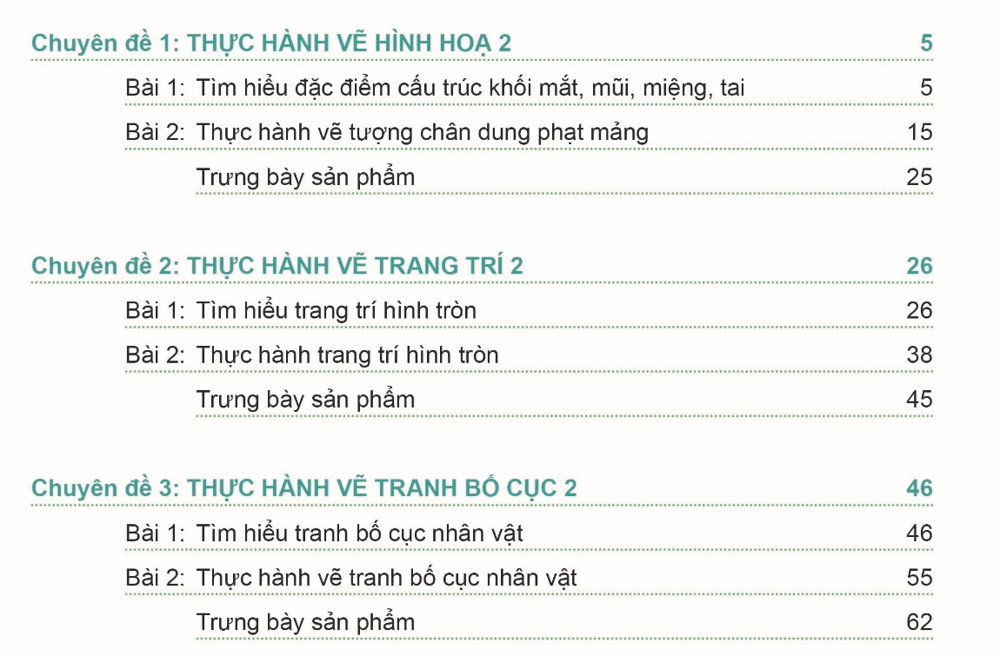 Chuyên đề 1: THỰC HÀNH VẼ HÌNH HOẠ 2 5
Bài 1: Tìm hiểu đặc điểm cấu trúc khối mắt, mũi, miệng, tai 5
Bài 2: Thực hành vẽ tượng chân dung phạt mảng 15
Trưng bày sản phẩm 25
Chuyên đề 2: THỰC HÀNH VẼ TRANG TRÍ 2 26
Bài 1: Tìm hiểu trang trí hình tròn 26
Bài 2: Thực hành trang trí hình tròn 38
Trưng bày sản phẩm 45
Chuyên đề 3: THỰC HÀNH VẼ TRANH BỐ CỤC 2 46
Bài 1: Tìm hiểu tranh bố cục nhân vật 46
Bài 2: Thực hành vẽ tranh bố cục nhân vật 55
Trưng bày sản phẩm 62